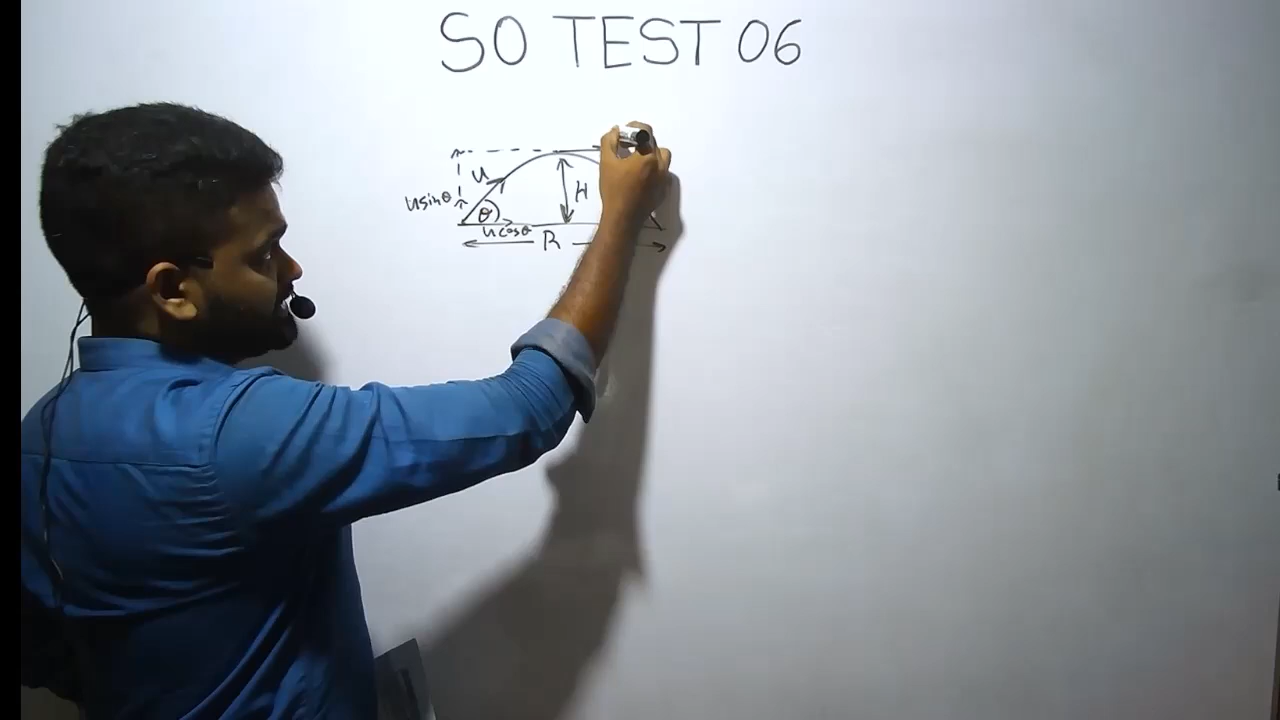 SO TEST 06
u
usinθ
θ
H
ucosθ
R